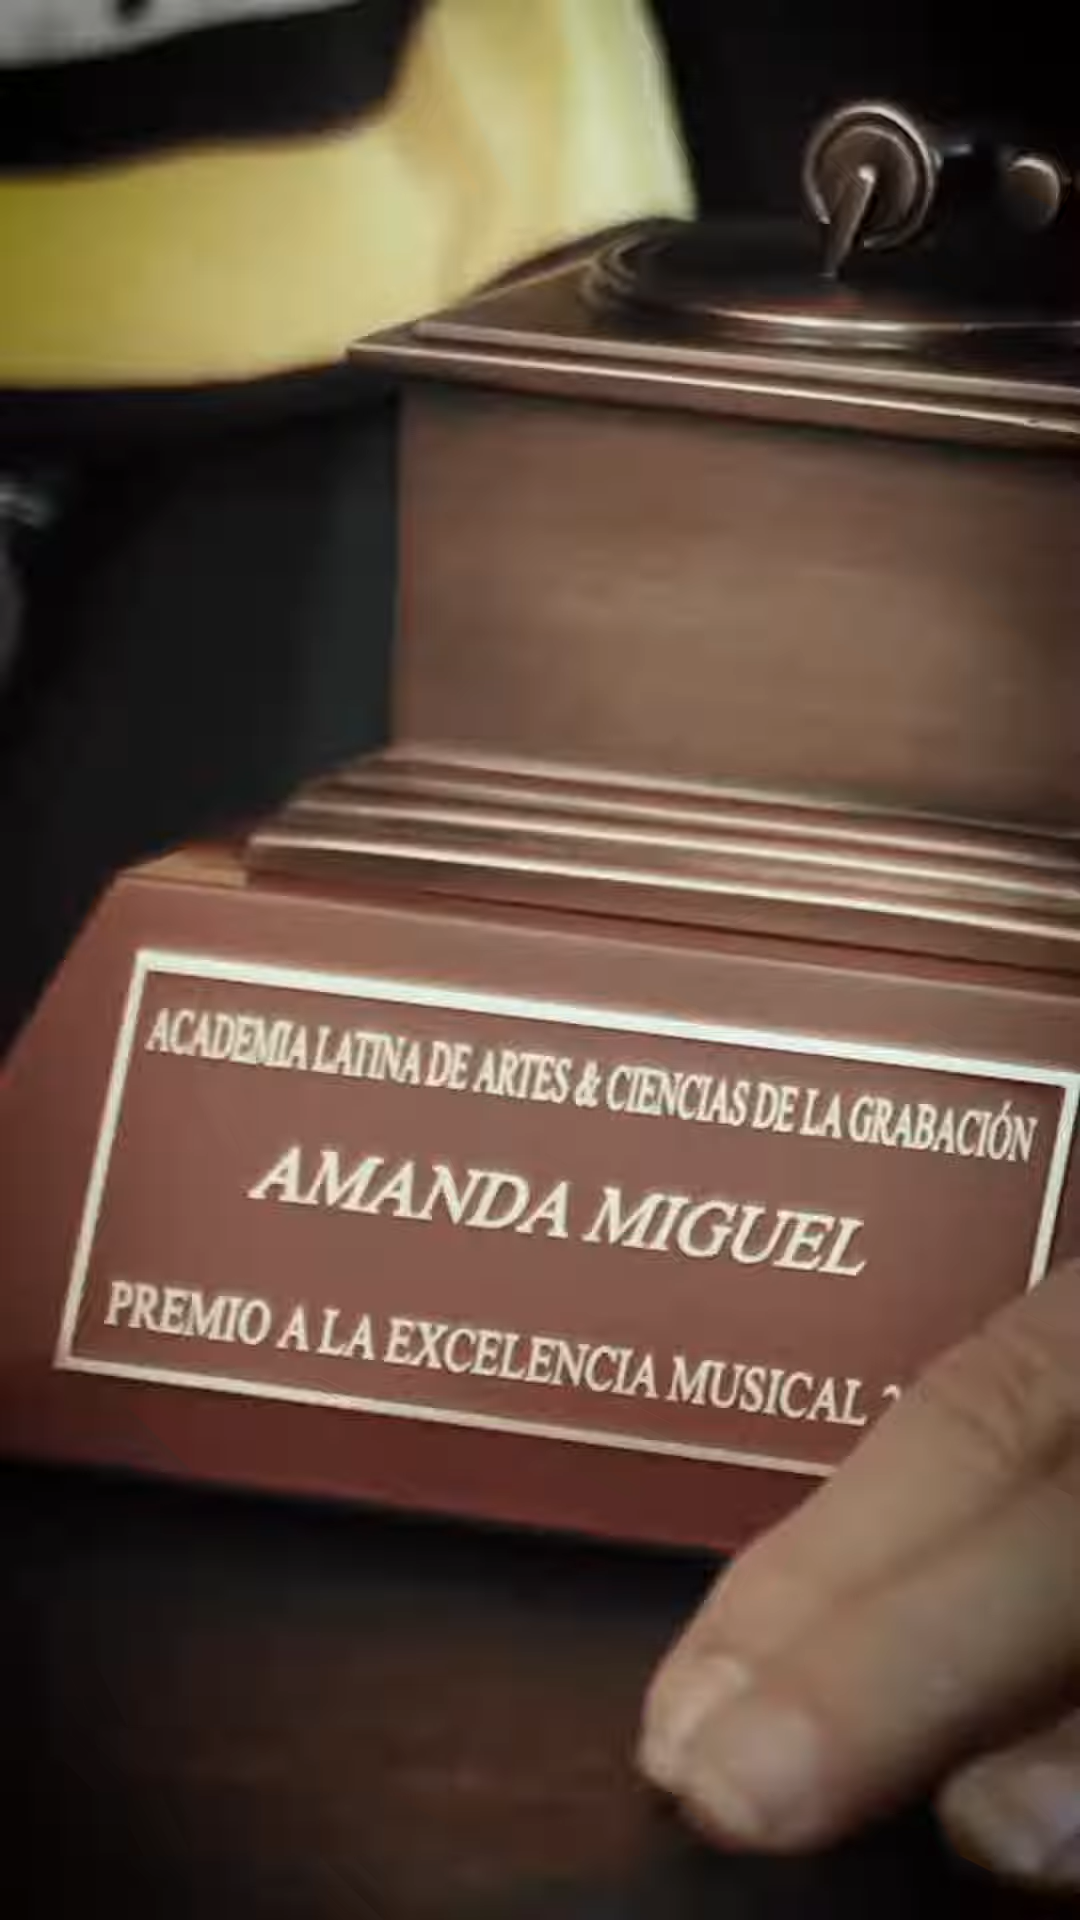 ACADEMIA LATINA DE ARTES & CIENCIAS DE LA GRABACIÓN
AMANDA MIGUEL
PREMIO A LA EXCELENCIA MUSICAL